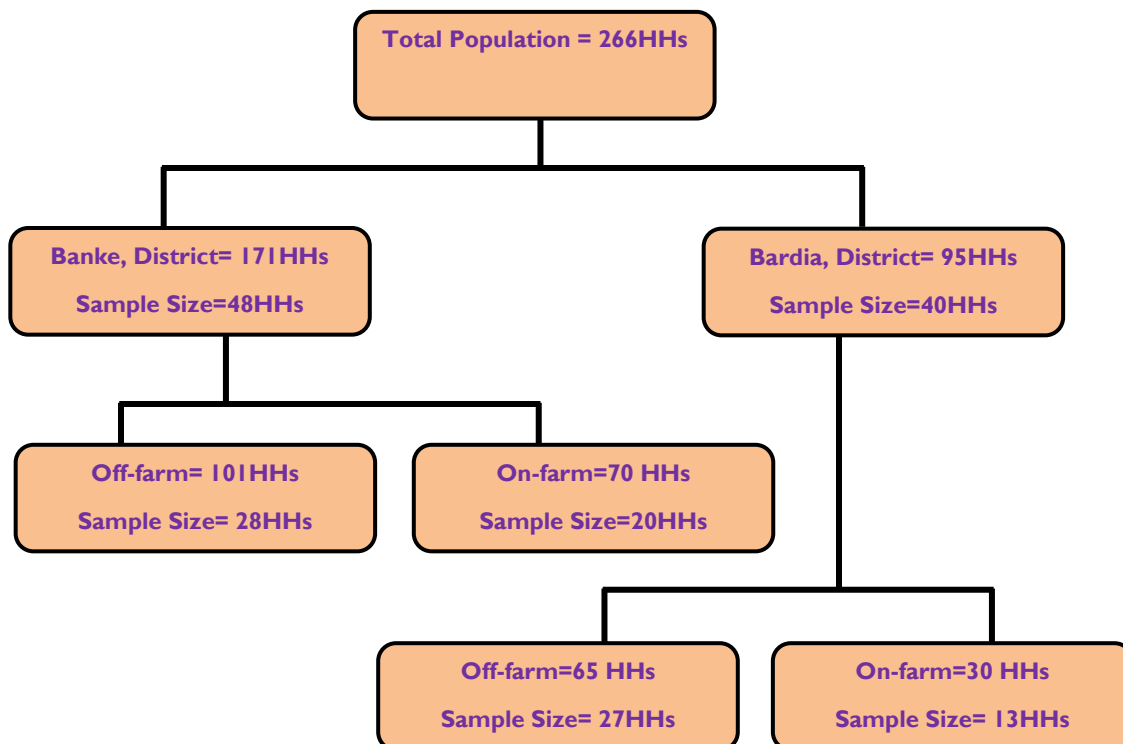 Total Population = 266HHs
Banke, District= 171HHs
Sample Size=48HHs
Bardia, District= 95HHs
Sample Size=40HHs
Off-farm= 101HHs
Sample Size= 28HHs
On-farm=70 HHs
Sample Size=20HHs
Off-farm=65 HHs
Sample Size= 27HHs
On-farm=30 HHs
Sample Size= 13HHs